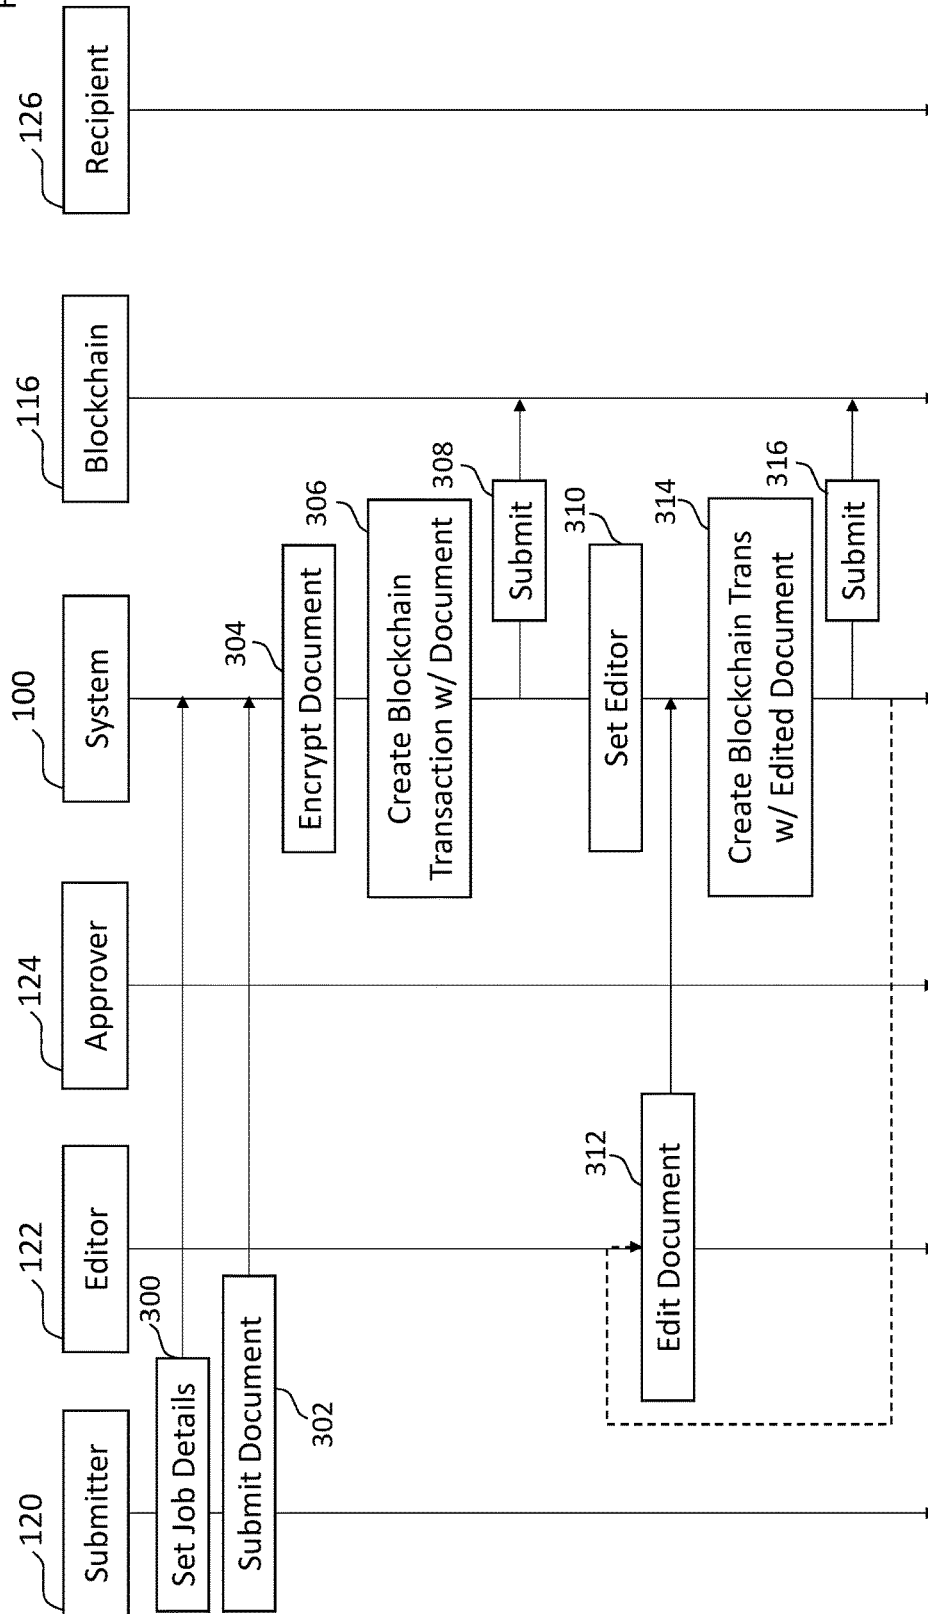 120
Submitter
122
Editor
124
Approver
100
System
116
Blockchain
126
Recipient
300
Set Job Details
Submit Document
302
304
Encrypt Document
306
Create Blockchain
Transaction w/ Document
308
Submit
310
Set Editor
312
Edit Document
314
Create Blockchain Trans
w/ Edited Document
316
Submit